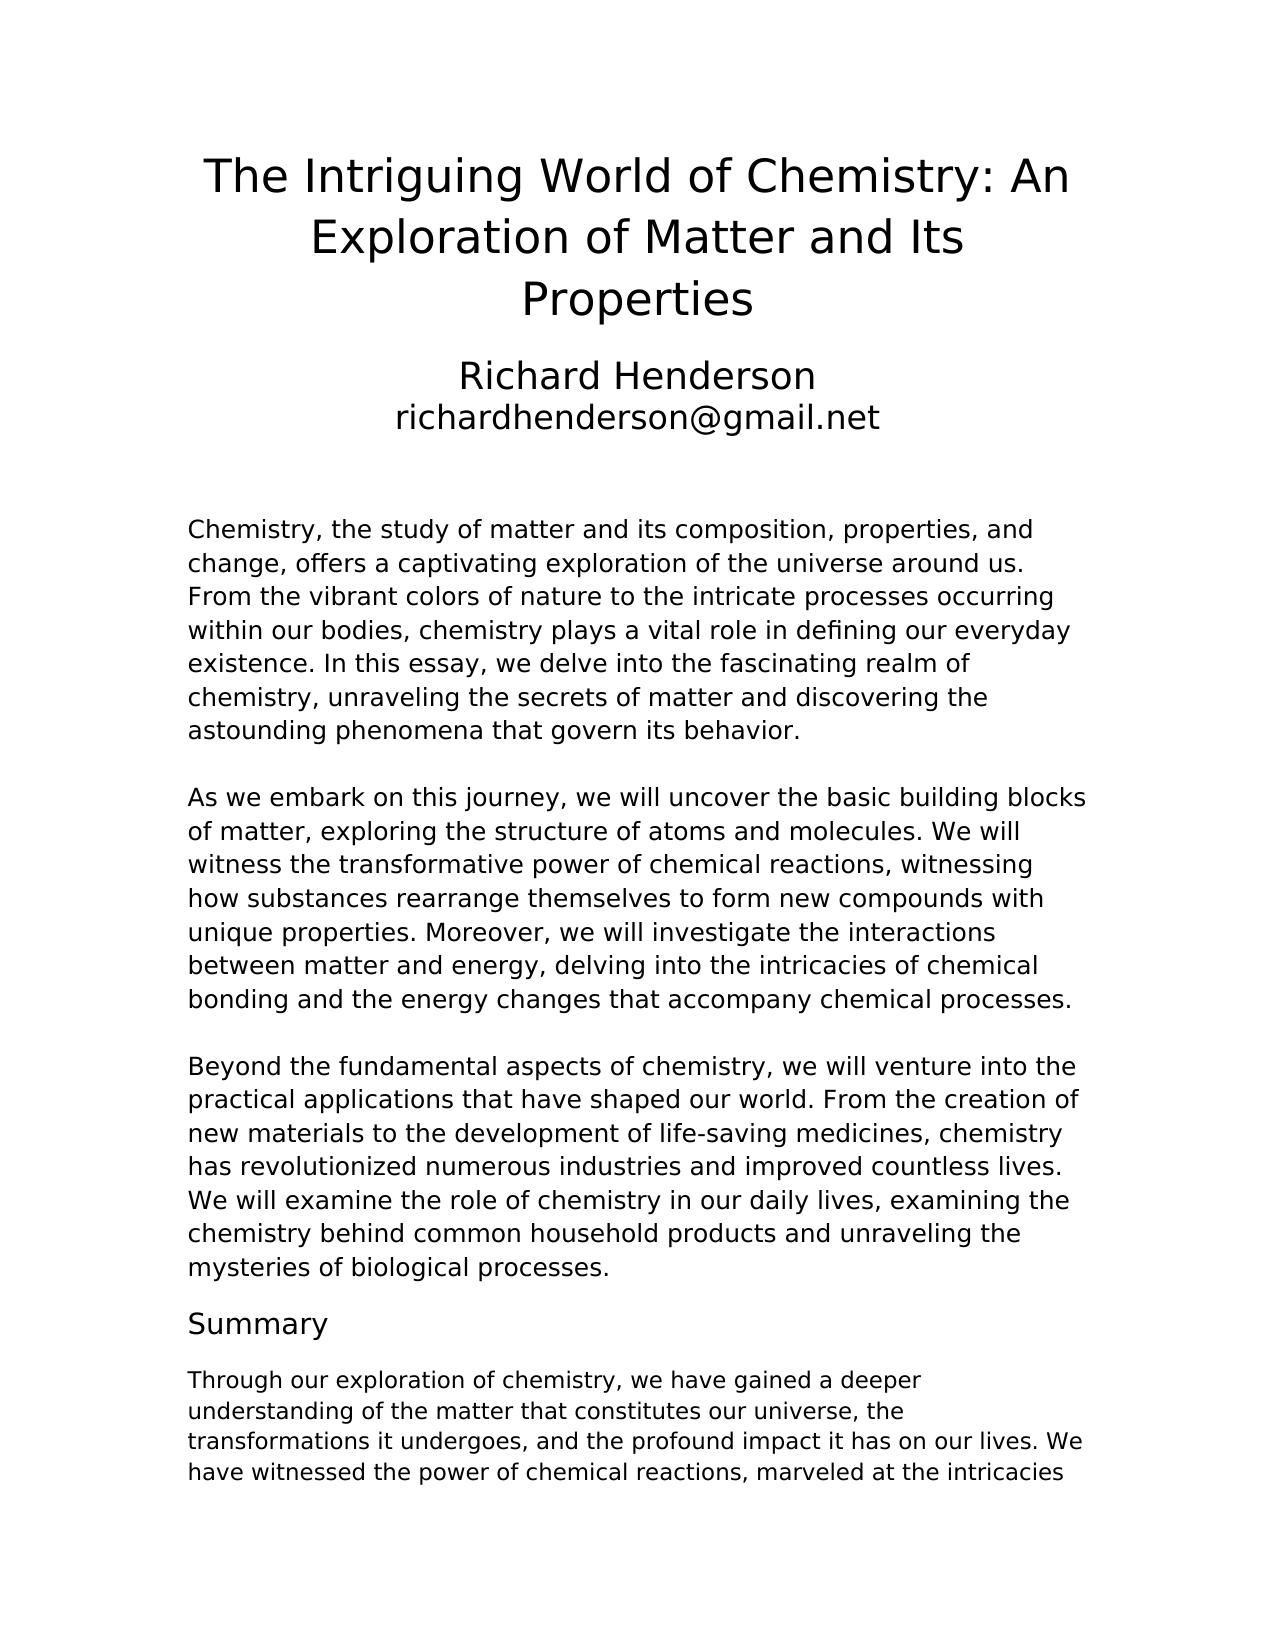 The Intriguing World of Chemistry: An
Exploration of Matter and Its
Properties
Richard Henderson
richardhenderson@gmail.net
Chemistry, the study of matter and its composition, properties, and
change, offers a captivating exploration of the universe around us.
From the vibrant colors of nature to the intricate processes occurring
within our bodies, chemistry plays a vital role in defining our everyday
existence. In this essay, we delve into the fascinating realm of
chemistry, unraveling the secrets of matter and discovering the
astounding phenomena that govern its behavior.
As we embark on this journey, we will uncover the basic building blocks
of matter, exploring the structure of atoms and molecules. We will
witness the transformative power of chemical reactions, witnessing
how substances rearrange themselves to form new compounds with
unique properties. Moreover, we will investigate the interactions
between matter and energy, delving into the intricacies of chemical
bonding and the energy changes that accompany chemical processes.
Beyond the fundamental aspects of chemistry, we will venture into the
practical applications that have shaped our world. From the creation of
new materials to the development of life-saving medicines, chemistry
has revolutionized numerous industries and improved countless lives.
We will examine the role of chemistry in our daily lives, examining the
chemistry behind common household products and unraveling the
mysteries of biological processes.
Summary
Through our exploration of chemistry, we have gained a deeper
understanding of the matter that constitutes our universe, the
transformations it undergoes, and the profound impact it has on our lives. We
have witnessed the power of chemical reactions, marveled at the intricacies